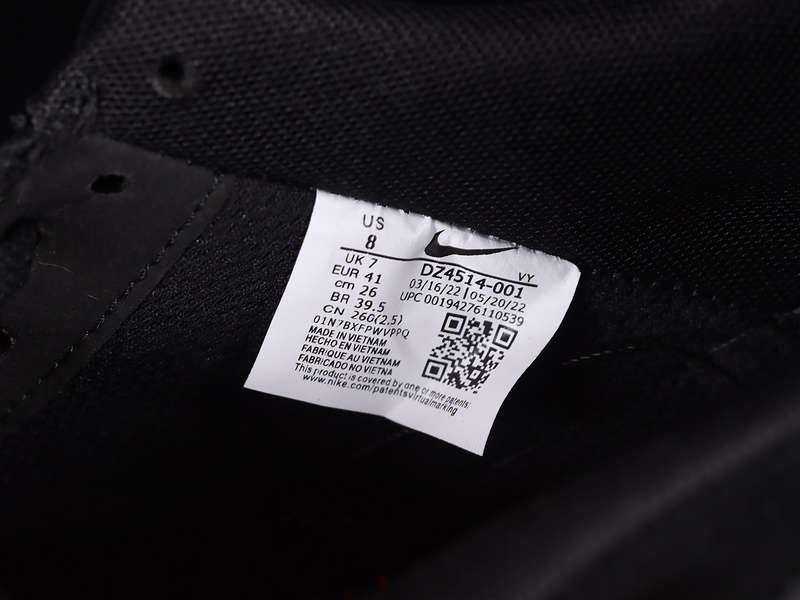 US
8
UK 7
EUR 41
cm 26
BR 39.5
CN 260(2.5)
VY
DZ4514-001
03/16/22 | 05/20/22
UPC 00194276110539
01N7BXFPWVPPQ
MADE IN VIETNAM
HECHO EN VIETNAM
FABRIQUE AU VIETNAM
FABRICADO NO VIETNA
This product is covered by one or more patents:
www.nike.com/patentsvirtualmarking